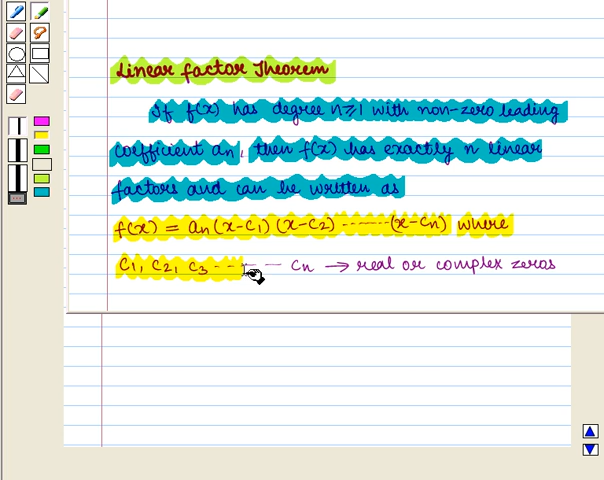 Linear factor Theorem
If f(x) has degree n≥1 with non-zero leading
coefficient an, then f(x) has exactly n linear
factors and can be written as
f(x) = an(x-c1) (x-c2) ------(x-cn) where
c1, c2, c3 ------- cn → real or complex zeros